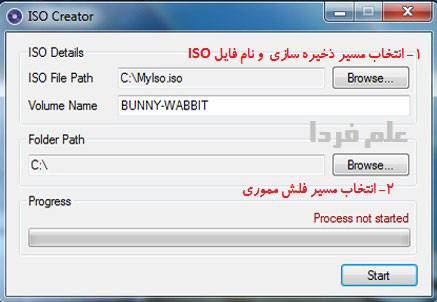 ISO Creator
ISO Details
۱- انتخاب مسیر ذخیره سازی و نام فایل ISO
ISO File Path C:\MyIso.iso Browse...
Volume Name BUNNY-WABBIT
علم فردا
Folder Path
C:\ Browse...
۲- انتخاب مسیر فلش مموری
Progress
Process not started
Start